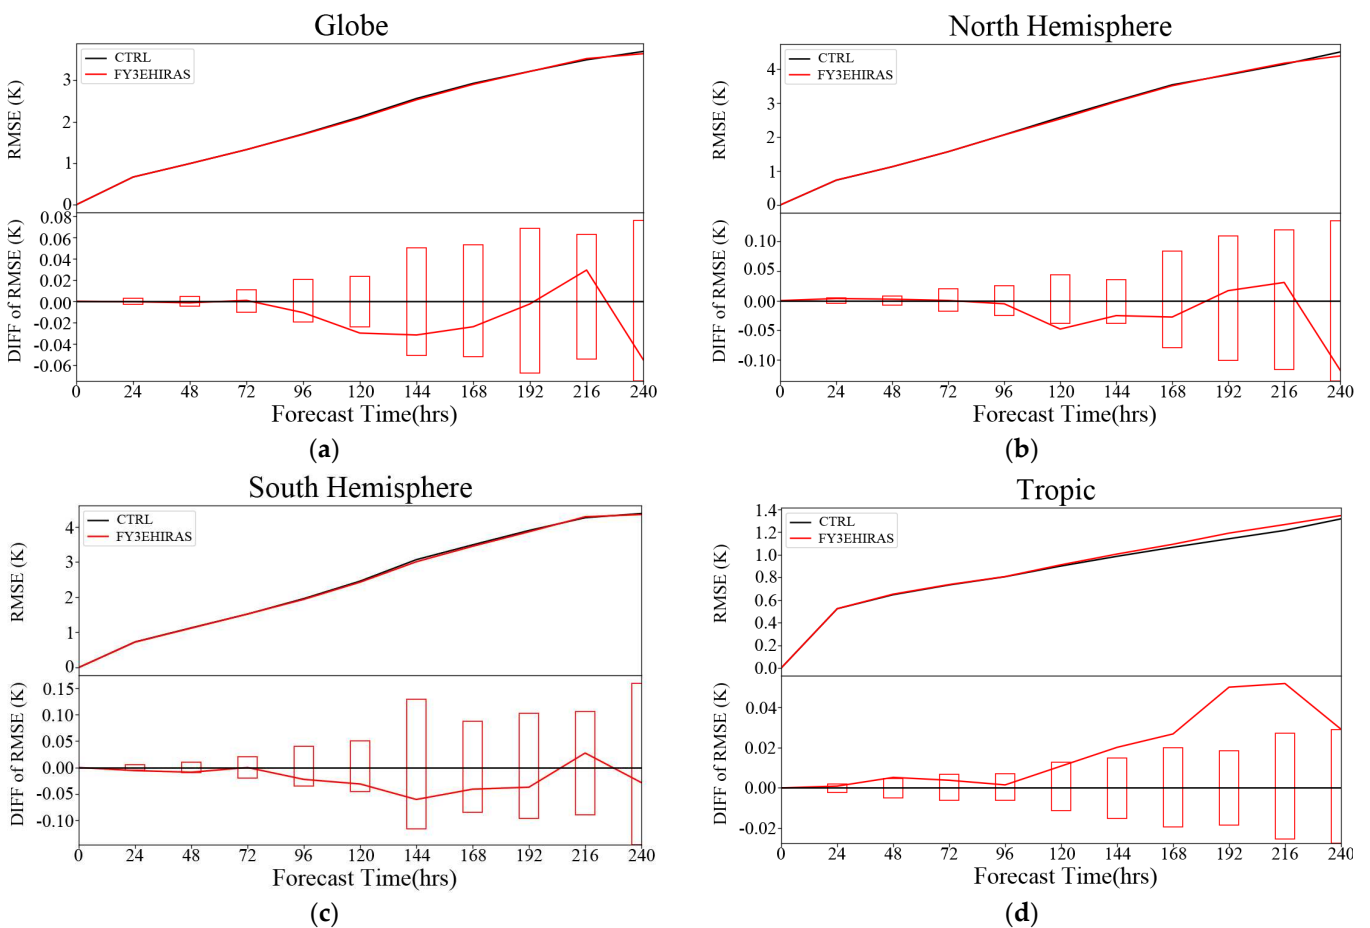 Globe
CTRL
FY3EHIRAS
RMSE (K)
3
2
1
0
DIFF of RMSE (K)
0.08
0.06
0.04
0.02
0.00
-0.02
-0.04
-0.06
0 24 48 72 96 120 144 168 192 216 240
Forecast Time(hrs)
(a)
North Hemisphere
CTRL
FY3EHIRAS
RMSE (K)
4
3
2
1
0
DIFF of RMSE (K)
0.10
0.05
0.00
-0.05
-0.10
0 24 48 72 96 120 144 168 192 216 240
Forecast Time(hrs)
(b)
South Hemisphere
CTRL
FY3EHIRAS
RMSE (K)
4
3
2
1
0
DIFF of RMSE (K)
0.15
0.10
0.05
0.00
-0.05
-0.10
0 24 48 72 96 120 144 168 192 216 240
Forecast Time(hrs)
(c)
Tropic
CTRL
FY3EHIRAS
RMSE (K)
1.4
1.2
1.0
0.8
0.6
0.4
0.2
0.0
DIFF of RMSE (K)
0.04
0.02
0.00
-0.02
0 24 48 72 96 120 144 168 192 216 240
Forecast Time(hrs)
(d)